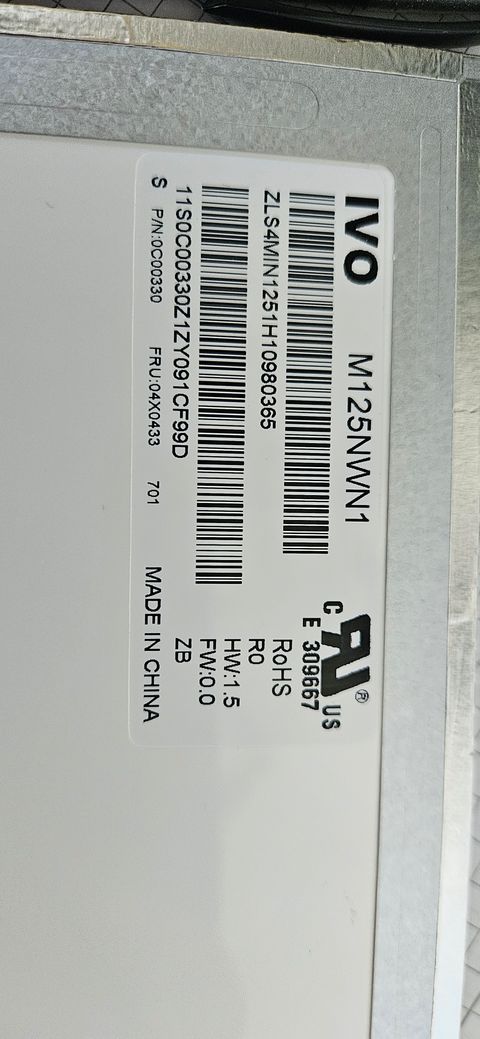 IVO M125NWN1
ZLS4MIN1251H10980365
11S0C00330Z1ZY091CF99D
S P/N:0C00330 FRU:04X0433 701 MADE IN CHINA
C RU ® US
E 309667
RoHS
R0
HW:1.5
FW:0.0
ZB